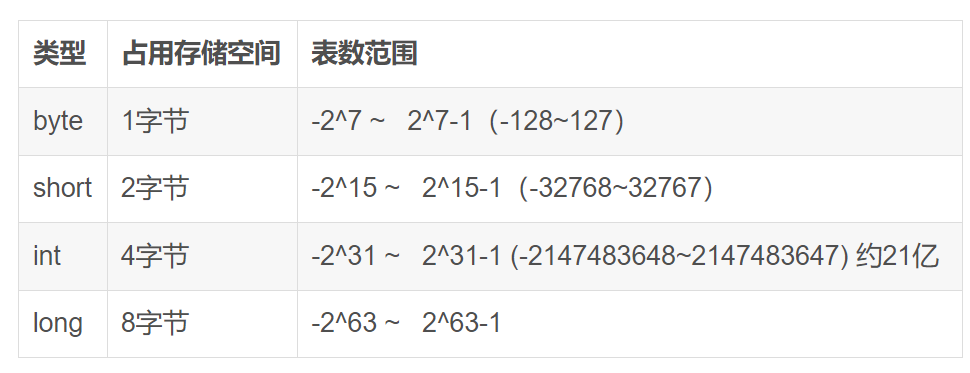 类型 占用存储空间 表数范围
byte 1字节 -2^7 ~ 2^7-1（-128~127）
short 2字节 -2^15 ~ 2^15-1（-32768~32767）
int 4字节 -2^31 ~ 2^31-1 (-2147483648~2147483647) 约21亿
long 8字节 -2^63 ~ 2^63-1